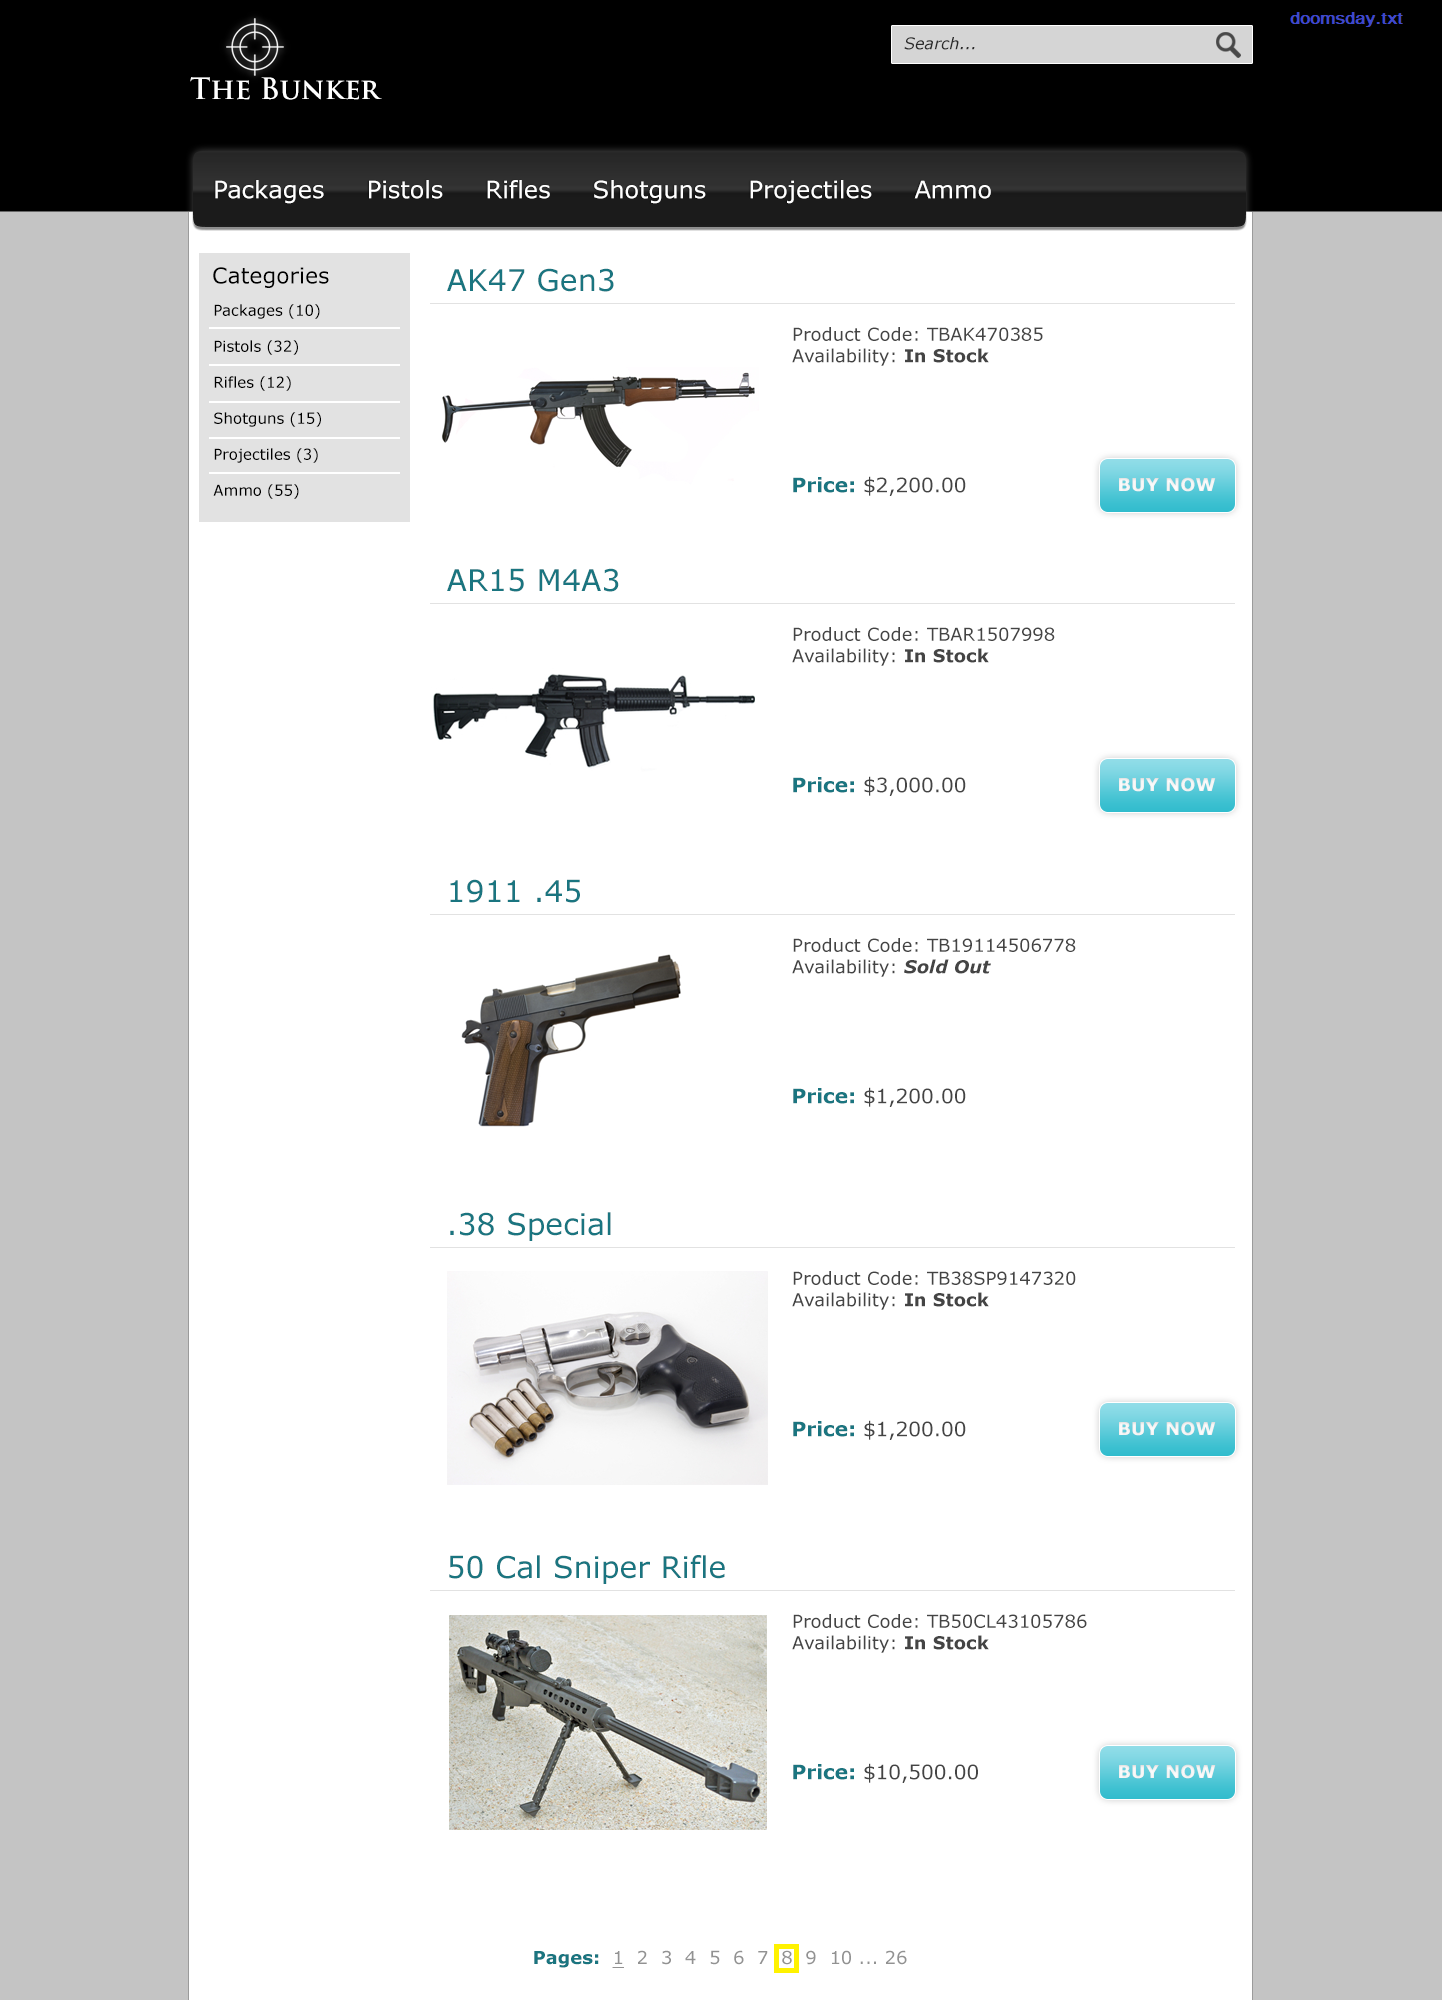 doomsday.txt
THE BUNKER
Search...
Packages Pistols Rifles Shotguns Projectiles Ammo
Categories
Packages (10)
Pistols (32)
Rifles (12)
Shotguns (15)
Projectiles (3)
Ammo (55)
AK47 Gen3
Product Code: TBAK470385
Availability: In Stock
Price: $2,200.00
BUY NOW
AR15 M4A3
Product Code: TBAR1507998
Availability: In Stock
Price: $3,000.00
BUY NOW
1911 .45
Product Code: TB19114506778
Availability: Sold Out
Price: $1,200.00
.38 Special
Product Code: TB38SP9147320
Availability: In Stock
Price: $1,200.00
BUY NOW
50 Cal Sniper Rifle
Product Code: TB50CL43105786
Availability: In Stock
Price: $10,500.00
BUY NOW
Pages: 1 2 3 4 5 6 7 8 9 10 ... 26